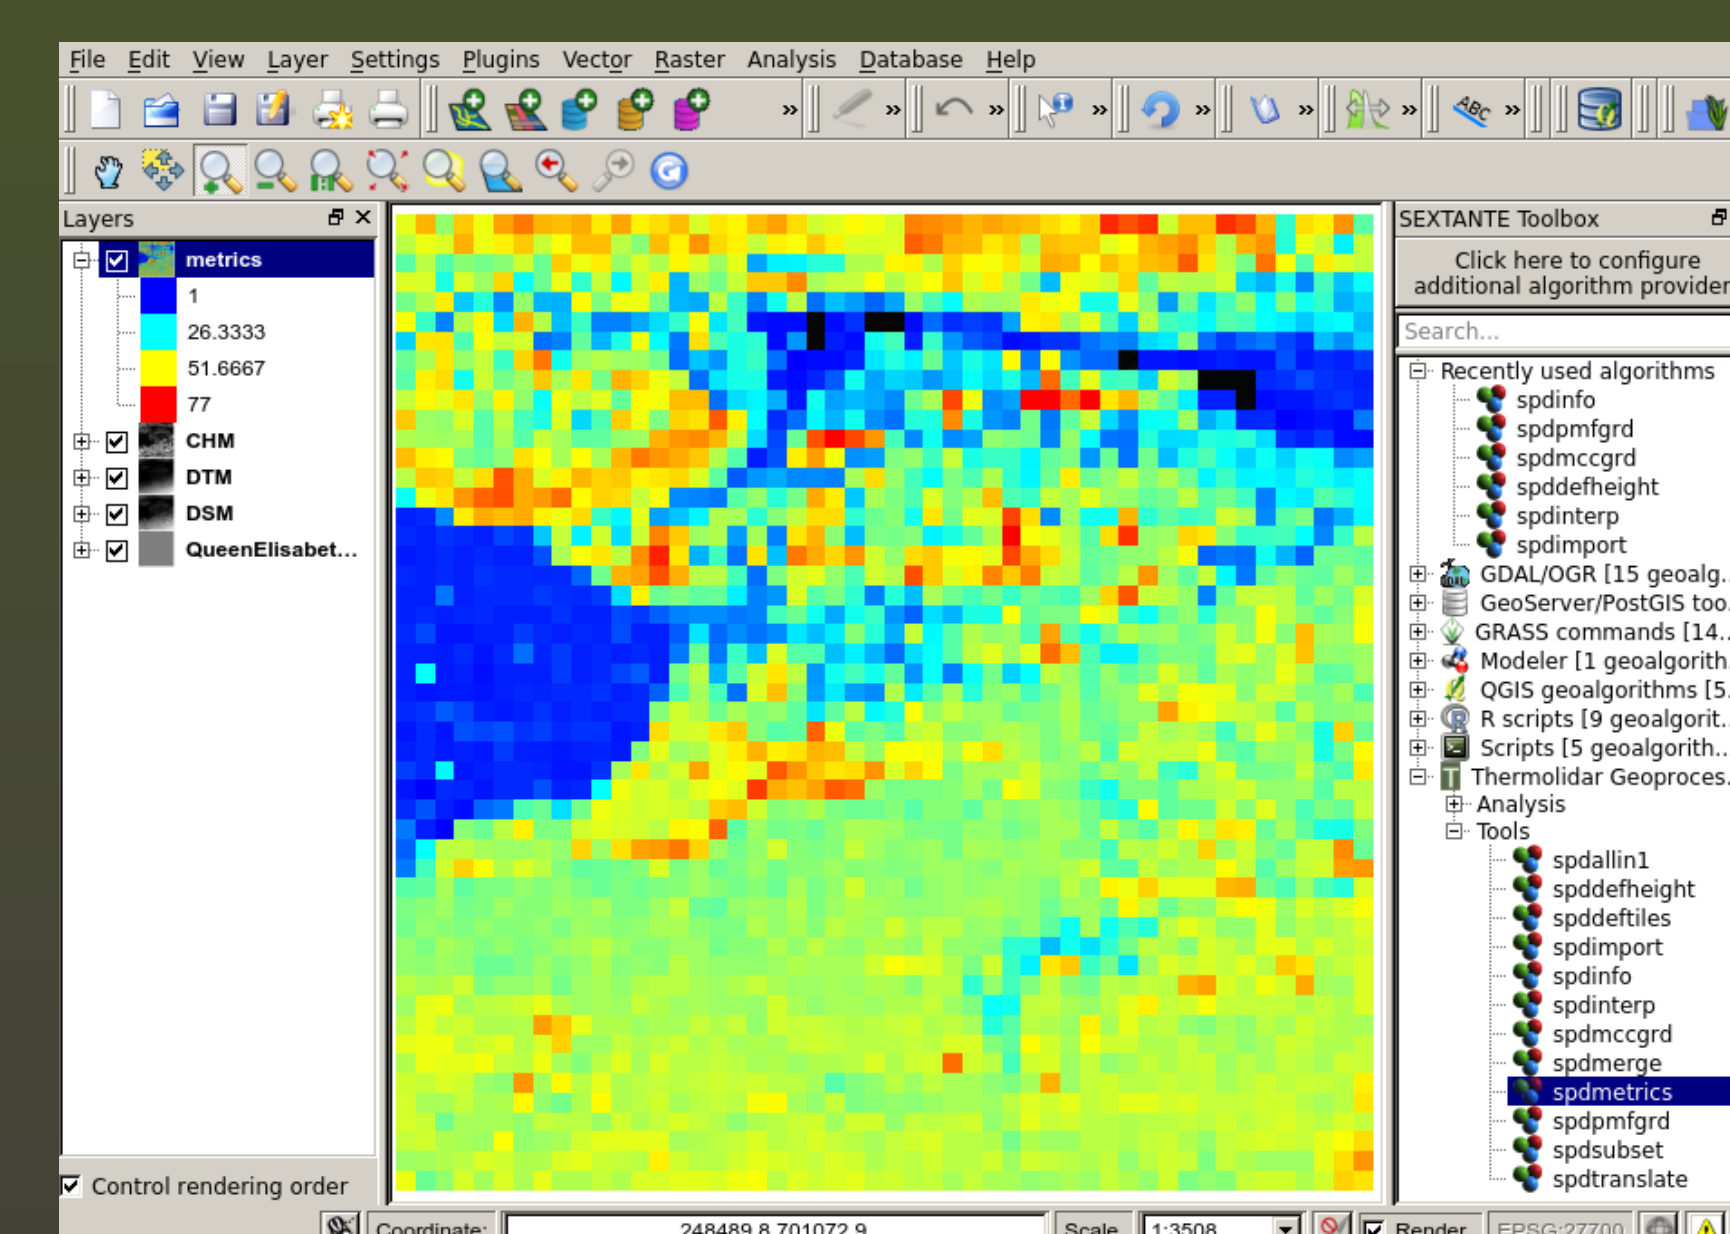 File Edit View Layer Settings Plugins Vector Raster Analysis Database Help
ABC
Layers
metrics
1
26.3333
51.6667
77
CHM
DTM
DSM
QueenElisabet...
Control rendering order
SEXTANTE Toolbox
Click here to configure
additional algorithm provider
Search...
Recently used algorithms
spdinfo
spdpmfgrd
spdmccgrd
spddefheight
spdinterp
spdimport
GDAL/OGR [15 geoalg..
GeoServer/PostGIS too.
GRASS commands [14..
Modeler [1 geoalgorith.
QGIS geoalgorithms [5.
R scripts [9 geoalgorit..
Scripts [5 geoalgorith...
Thermolidar Geoproces.
Analysis
Tools
spdallin1
spddefheight
spddeftiles
spdimport
spdinfo
spdinterp
spdmccgrd
spdmerge
spdmetrics
spdpmfgrd
spdsubset
spdtranslate
Coordinate: 248489.8,701072.9 Scale 1:3508 Render EPSG:27700